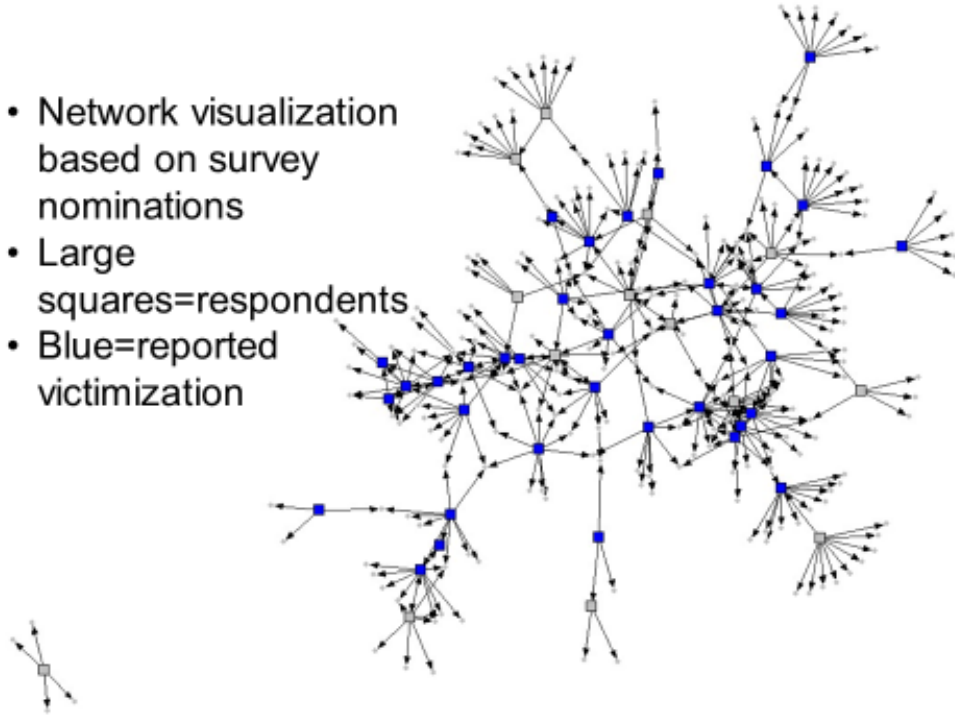 • Network visualization
based on survey
nominations
• Large
squares=respondents
• Blue=reported
victimization